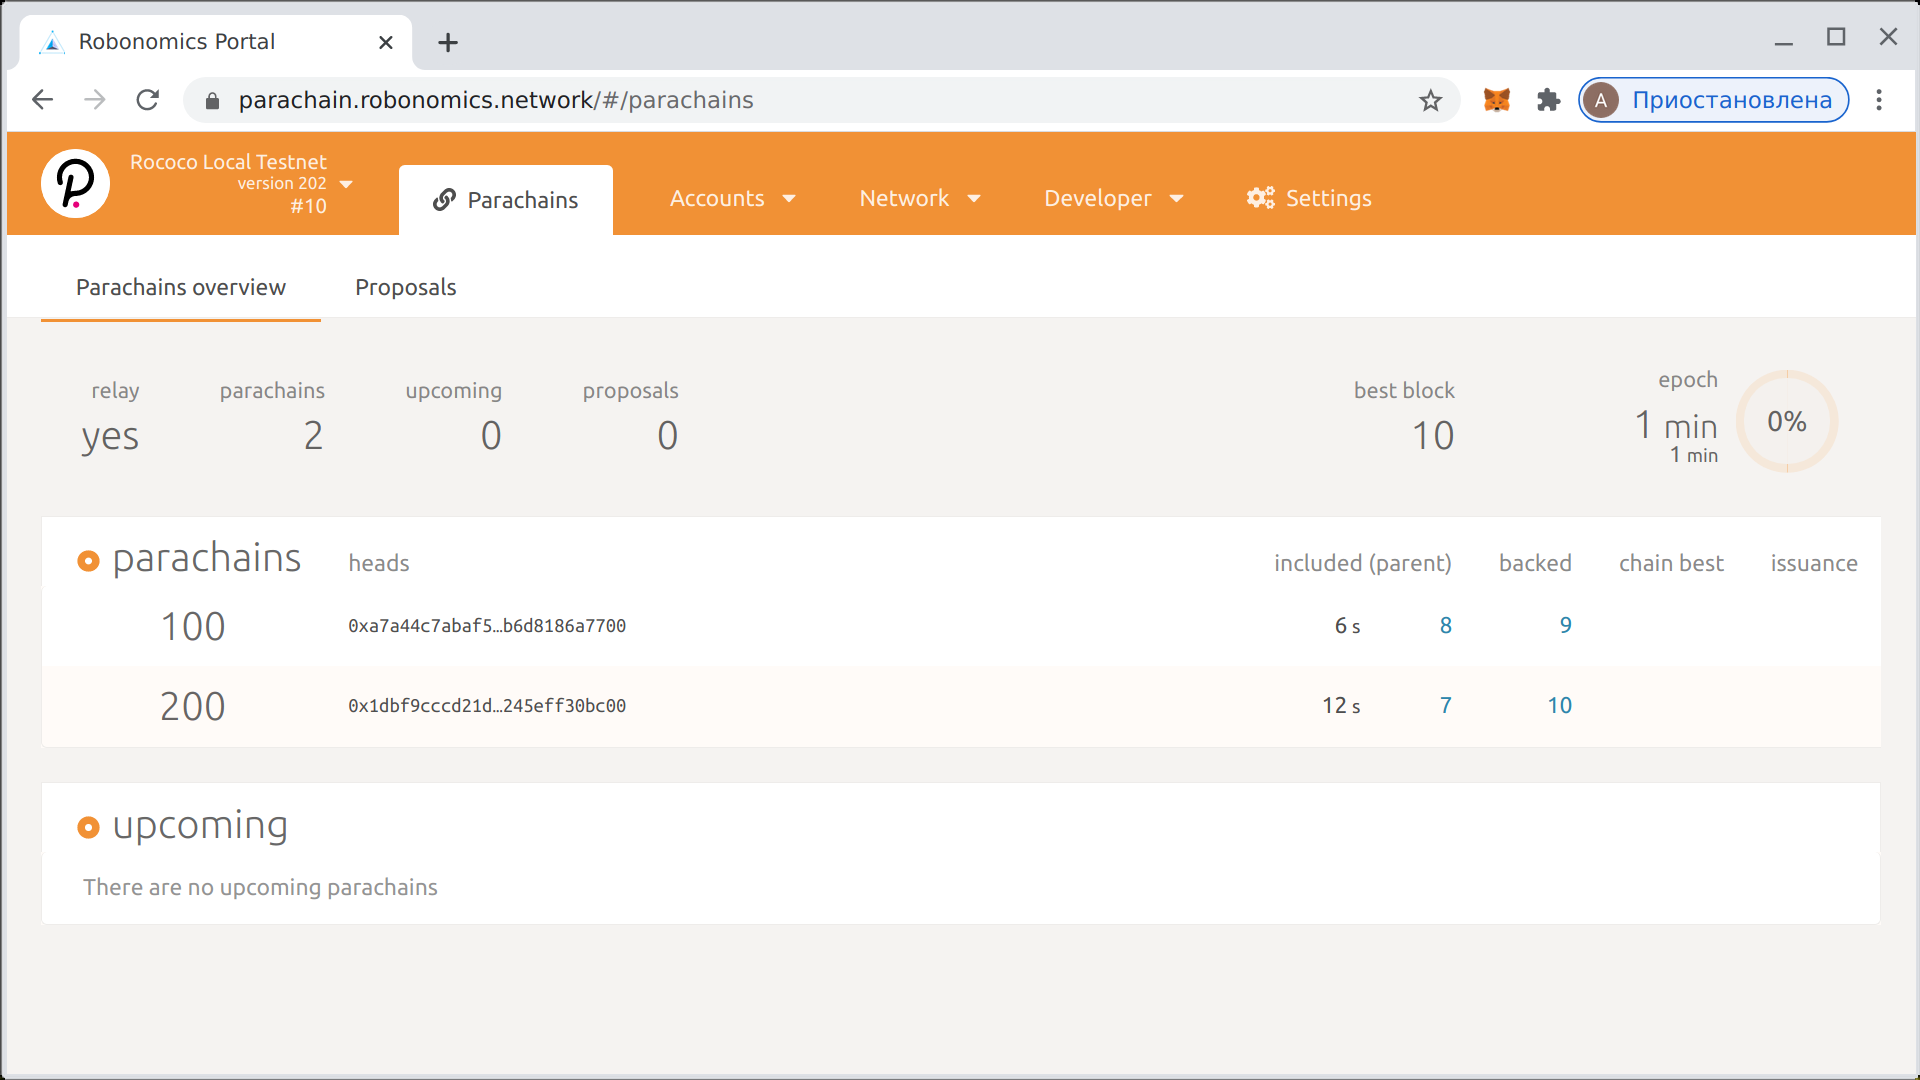 Robonomics Portal
parachain.robonomics.network/#/parachains
A Приостановлена
Rococo Local Testnet
version 202
#10
Parachains
Accounts
Network
Developer
Settings
Parachains overview
Proposals
relay
yes
parachains
2
upcoming
0
proposals
0
best block
10
epoch
1 min
1 min
0%
parachains heads included (parent) backed chain best issuance
100 0xa7a44c7abaf5…b6d8186a7700 6 s 8 9
200 0x1dbf9cccd21d…245eff30bc00 12 s 7 10
upcoming
There are no upcoming parachains